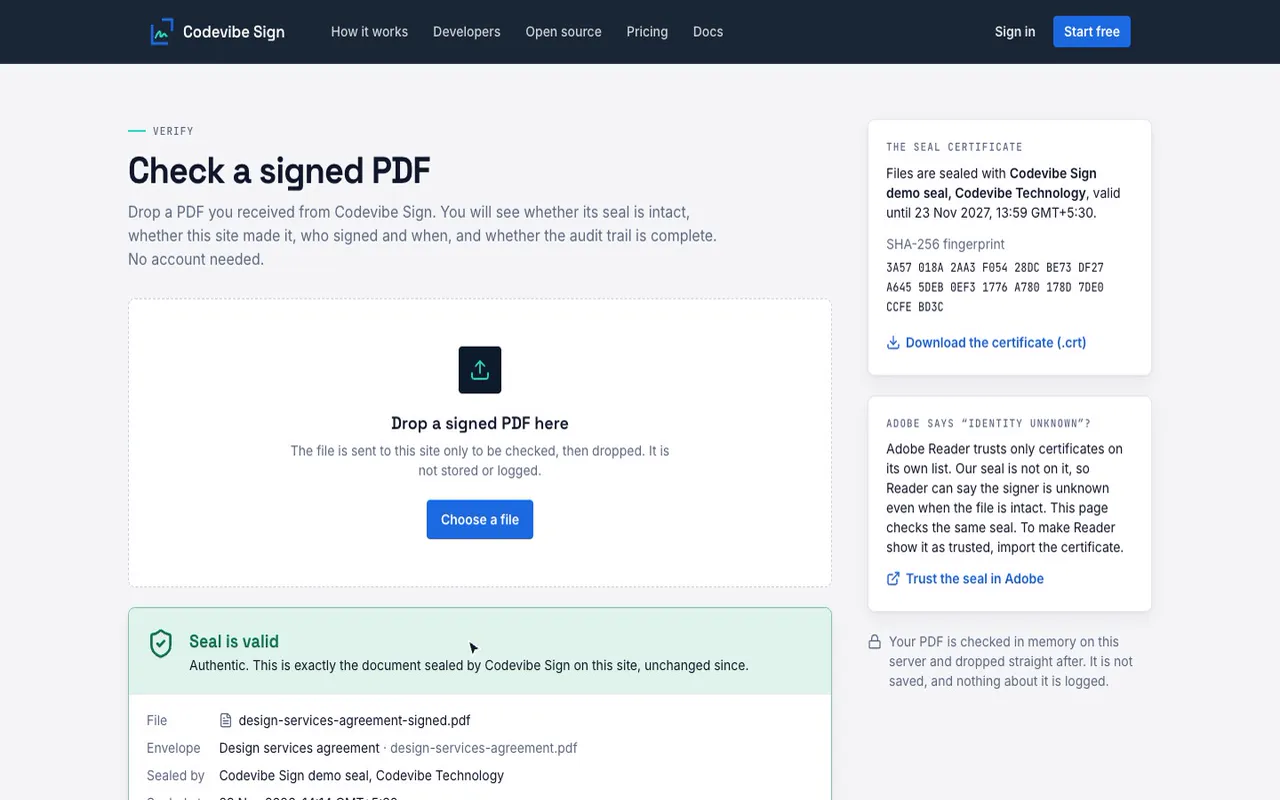 Codevibe Sign
How it works
Developers
Open source
Pricing
Docs
Sign in
Start free
VERIFY
Check a signed PDF
Drop a PDF you received from Codevibe Sign. You will see whether its seal is intact,
whether this site made it, who signed and when, and whether the audit trail is complete.
No account needed.
Drop a signed PDF here
The file is sent to this site only to be checked, then dropped. It is
not stored or logged.
Choose a file
Seal is valid
Authentic. This is exactly the document sealed by Codevibe Sign on this site, unchanged since.
File design-services-agreement-signed.pdf
Envelope Design services agreement · design-services-agreement.pdf
Sealed by Codevibe Sign demo seal, Codevibe Technology
THE SEAL CERTIFICATE
Files are sealed with Codevibe Sign
demo seal, Codevibe Technology, valid
until 23 Nov 2027, 13:59 GMT+5:30.
SHA-256 fingerprint
3A57 018A 2AA3 F054 28DC BE73 DF27
A645 5DEB 0EF3 1776 A780 178D 7DE0
CCFE BD3C
Download the certificate (.crt)
ADOBE SAYS “IDENTITY UNKNOWN”?
Adobe Reader trusts only certificates on
its own list. Our seal is not on it, so
Reader can say the signer is unknown
even when the file is intact. This page
checks the same seal. To make Reader
show it as trusted, import the certificate.
Trust the seal in Adobe
Your PDF is checked in memory on this
server and dropped straight after. It is not
saved, and nothing about it is logged.